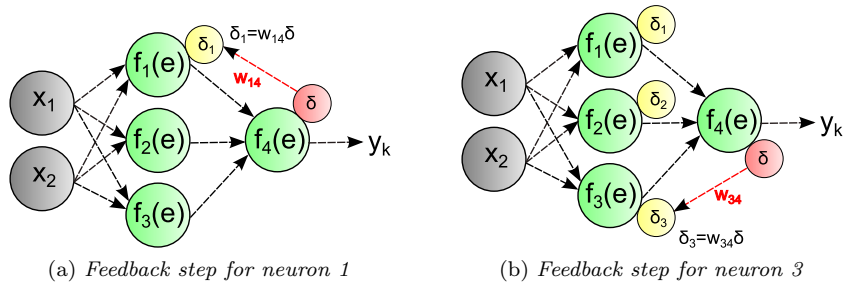 δ₁=w₁₄δ
f₁(e) δ₁
w₁₄
x₁
δ
f₂(e)
f₄(e)
yₖ
x₂
f₃(e)
(a) Feedback step for neuron 1
δ₁
f₁(e)
x₁
δ₂
f₂(e)
f₄(e)
yₖ
x₂
δ
f₃(e)
w₃₄
δ₃
δ₃=w₃₄δ
(b) Feedback step for neuron 3